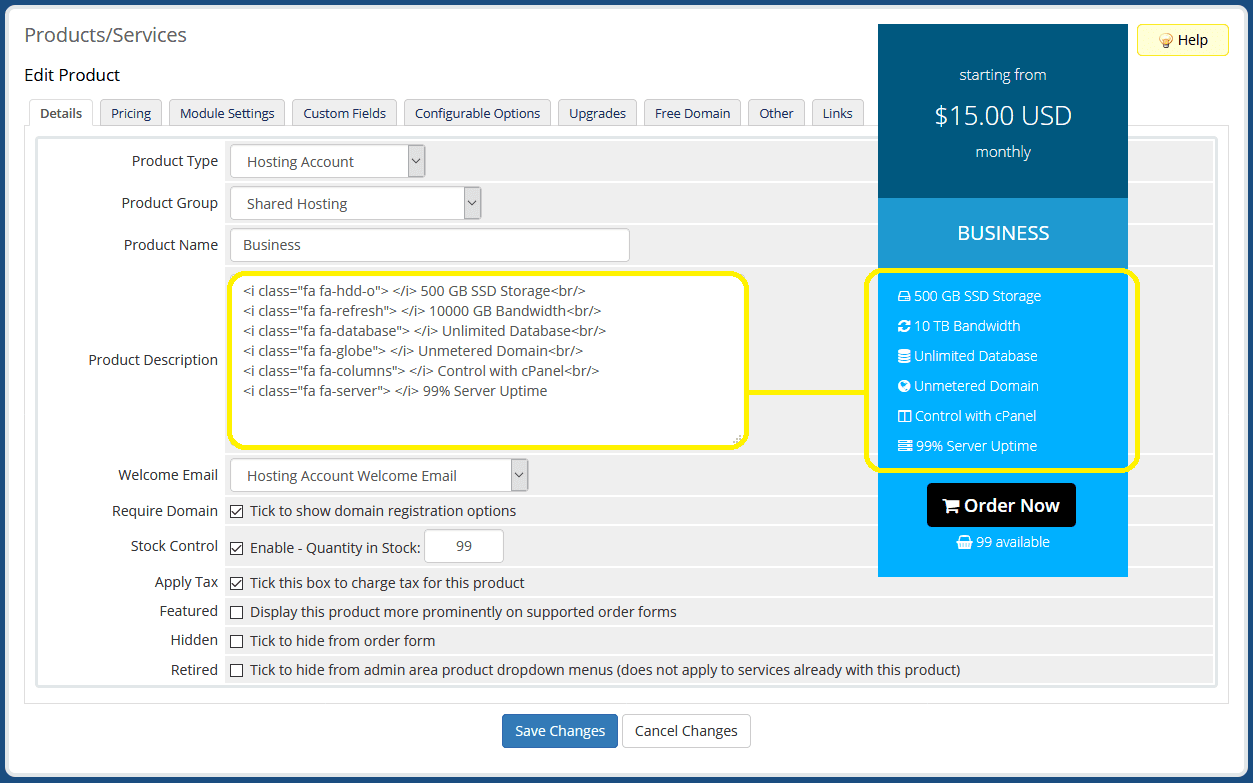 Products/Services
Help
Edit Product
Details Pricing Module Settings Custom Fields Configurable Options Upgrades Free Domain Other Links
Product Type Hosting Account
Product Group Shared Hosting
Product Name Business
Product Description
<i class="fa fa-hdd-o"> </i> 500 GB SSD Storage<br/>
<i class="fa fa-refresh"> </i> 10000 GB Bandwidth<br/>
<i class="fa fa-database"> </i> Unlimited Database<br/>
<i class="fa fa-globe"> </i> Unmetered Domain<br/>
<i class="fa fa-columns"> </i> Control with cPanel<br/>
<i class="fa fa-server"> </i> 99% Server Uptime
Welcome Email Hosting Account Welcome Email
Require Domain Tick to show domain registration options
Stock Control Enable - Quantity in Stock: 99
Apply Tax Tick this box to charge tax for this product
Featured Display this product more prominently on supported order forms
Hidden Tick to hide from order form
Retired Tick to hide from admin area product dropdown menus (does not apply to services already with this product)
Save Changes Cancel Changes
starting from
$15.00 USD
monthly
BUSINESS
500 GB SSD Storage
10 TB Bandwidth
Unlimited Database
Unmetered Domain
Control with cPanel
99% Server Uptime
Order Now
99 available